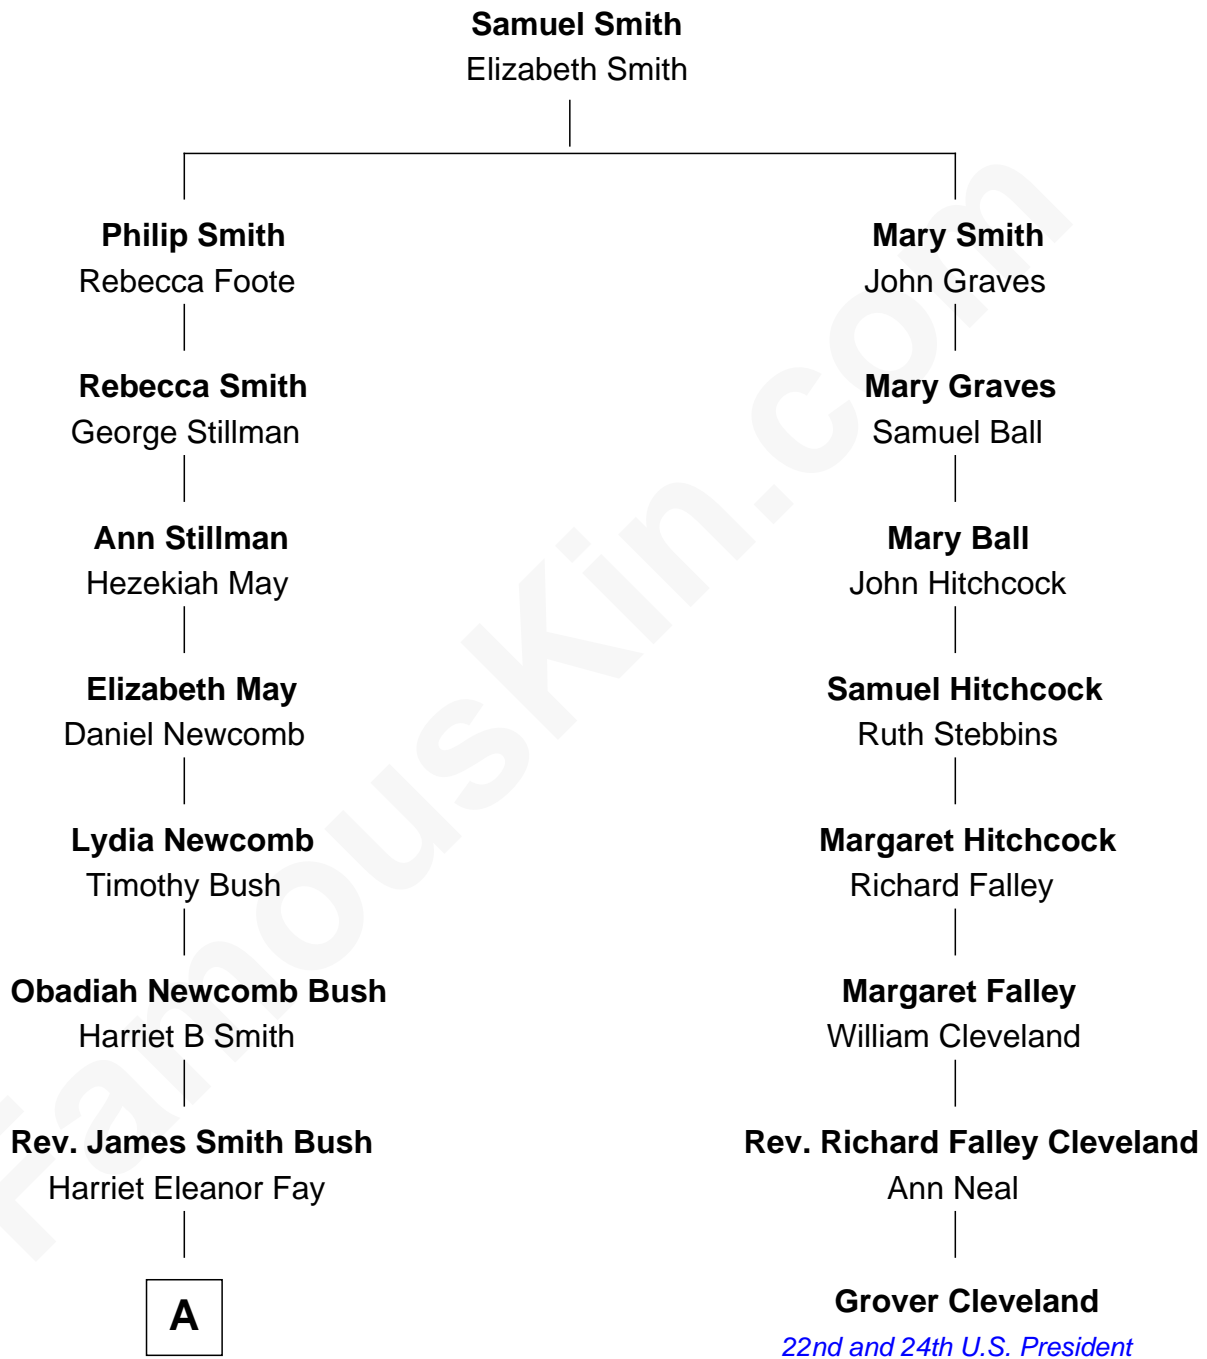 Samuel Smith
Elizabeth Smith
Philip Smith
Rebecca Foote
Mary Smith
John Graves
Rebecca Smith
George Stillman
Mary Graves
Samuel Ball
Ann Stillman
Hezekiah May
Mary Ball
John Hitchcock
Elizabeth May
Daniel Newcomb
Samuel Hitchcock
Ruth Stebbins
Lydia Newcomb
Timothy Bush
Margaret Hitchcock
Richard Falley
Obadiah Newcomb Bush
Harriet B Smith
Margaret Falley
William Cleveland
Rev. James Smith Bush
Harriet Eleanor Fay
Rev. Richard Falley Cleveland
Ann Neal
A
Grover Cleveland
22nd and 24th U.S. President
FamousKin.com